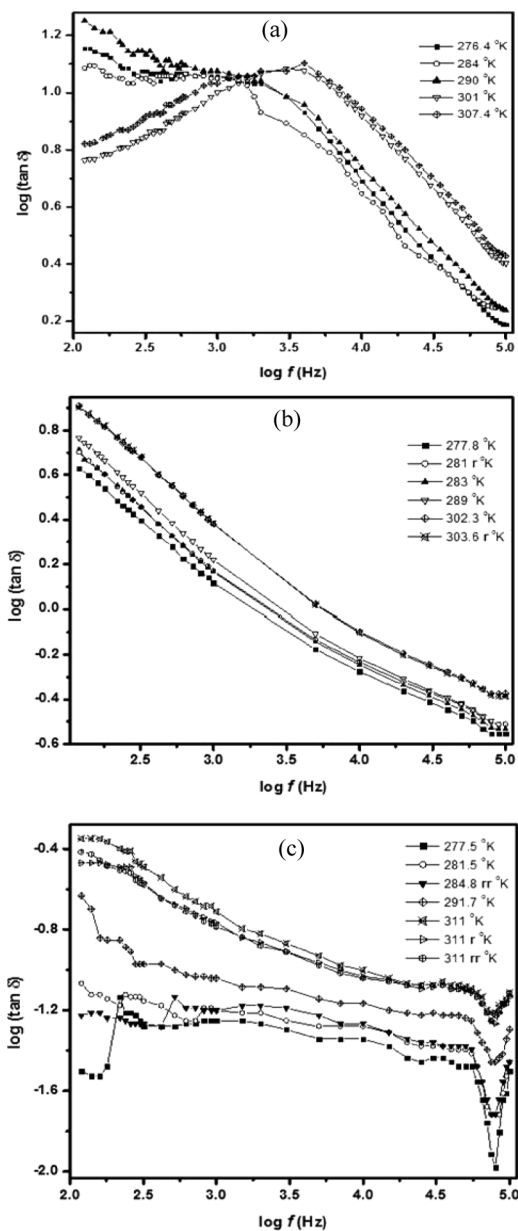 (a)
276.4 °K
284 °K
290 °K
301 °K
307.4 °K
log (tan δ)
1.2
1.0
0.8
0.6
0.4
0.2
2.0 2.5 3.0 3.5 4.0 4.5 5.0
log f (Hz)
(b)
277.8 °K
281 r °K
283 °K
289 °K
302.3 °K
303.6 r °K
log (tan δ)
0.8
0.6
0.4
0.2
0.0
-0.2
-0.4
-0.6
2.5 3.0 3.5 4.0 4.5 5.0
log f (Hz)
(c)
277.5 °K
281.5 °K
284.8 rr °K
291.7 °K
311 °K
311 r °K
311 rr °K
log (tan δ)
-0.4
-0.8
-1.2
-1.6
-2.0
2.0 2.5 3.0 3.5 4.0 4.5 5.0
log f (Hz)